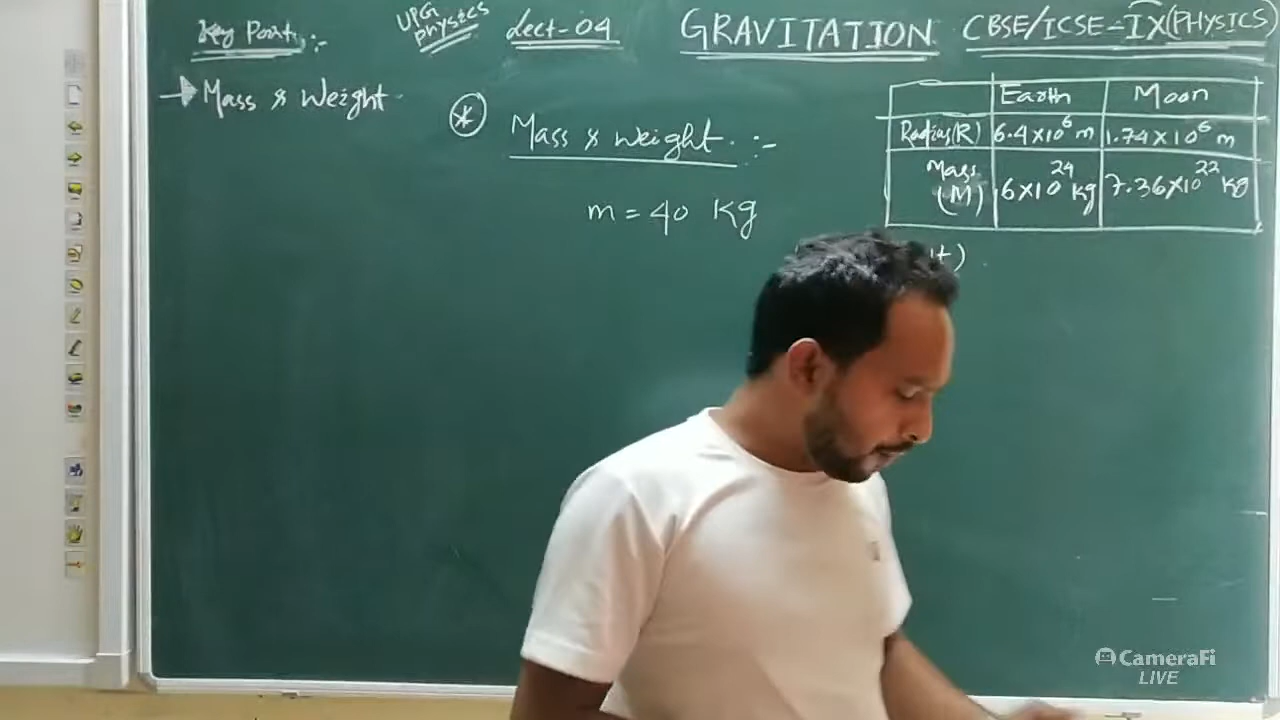 Key Point :-
UPG physics
Lect-04
GRAVITATION
CBSE/ICSE-IX(PHYSICS)
→ Mass & Weight
* Mass & weight :-
m = 40 Kg
Earth Moon
Radius(R) 6.4×10⁶ m 1.74×10⁶ m
Mass (M) 6×10²⁴ kg 7.36×10²² kg
CameraFi
LIVE